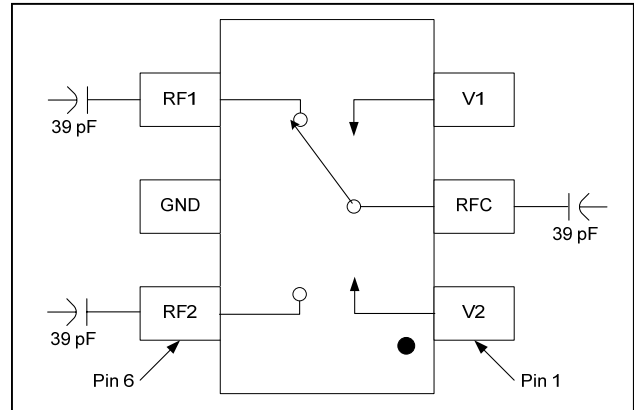 RF1
V1
39 pF
GND
RFC
39 pF
RF2
V2
39 pF
Pin 6
Pin 1